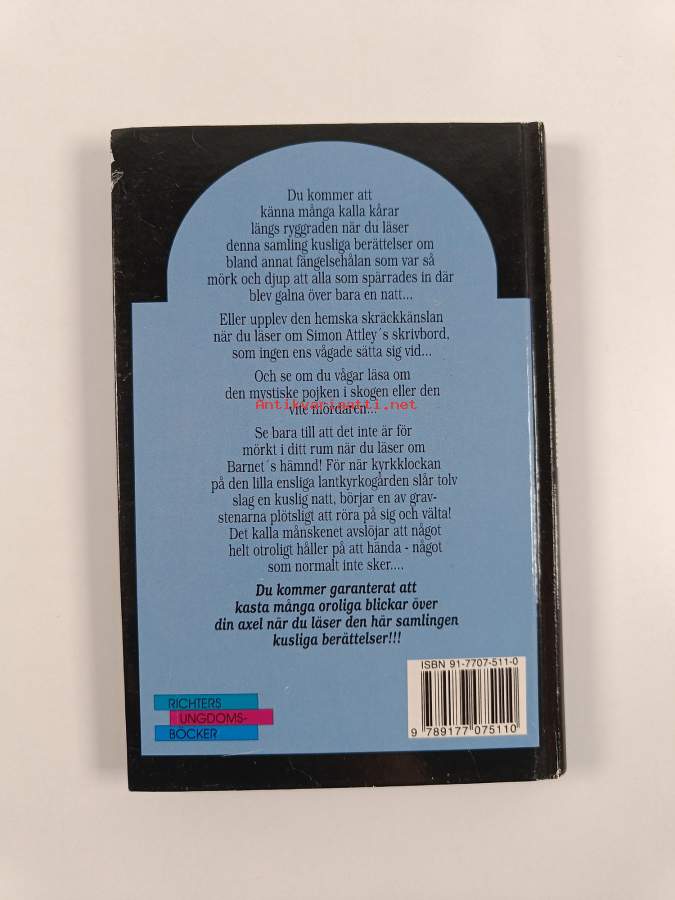 Du kommer att
känna många kalla kårar
längs ryggraden när du läser
denna samling kusliga berättelser om
bland annat fängelsehålan som var så
mörk och djup att alla som spärrades in där
blev galna över bara en natt...
Eller upplev den hemska skräckkänslan
när du läser om Simon Attley´s skrivbord,
som ingen ens vågade sätta sig vid...
Och se om du vågar läsa om
den mystiske pojken i skogen eller den
Antikvariaatti.net
vite mördaren...
Se bara till att det inte är för
mörkt i ditt rum när du läser om
Barnet´s hämnd! För när kyrkklockan
på den lilla ensliga lantkyrkogården slår tolv
slag en kuslig natt, börjar en av grav-
stenarna plötsligt att röra på sig och välta!
Det kalla månskenet avslöjar att något
helt otroligt håller på att hända - något
som normalt inte sker....
Du kommer garanterat att
kasta många oroliga blickar över
din axel när du läser den här samlingen
kusliga berättelser!!!
ISBN 91-7707-511-0
9 789177 075110
RICHTERS
UNGDOMS-
BÖCKER